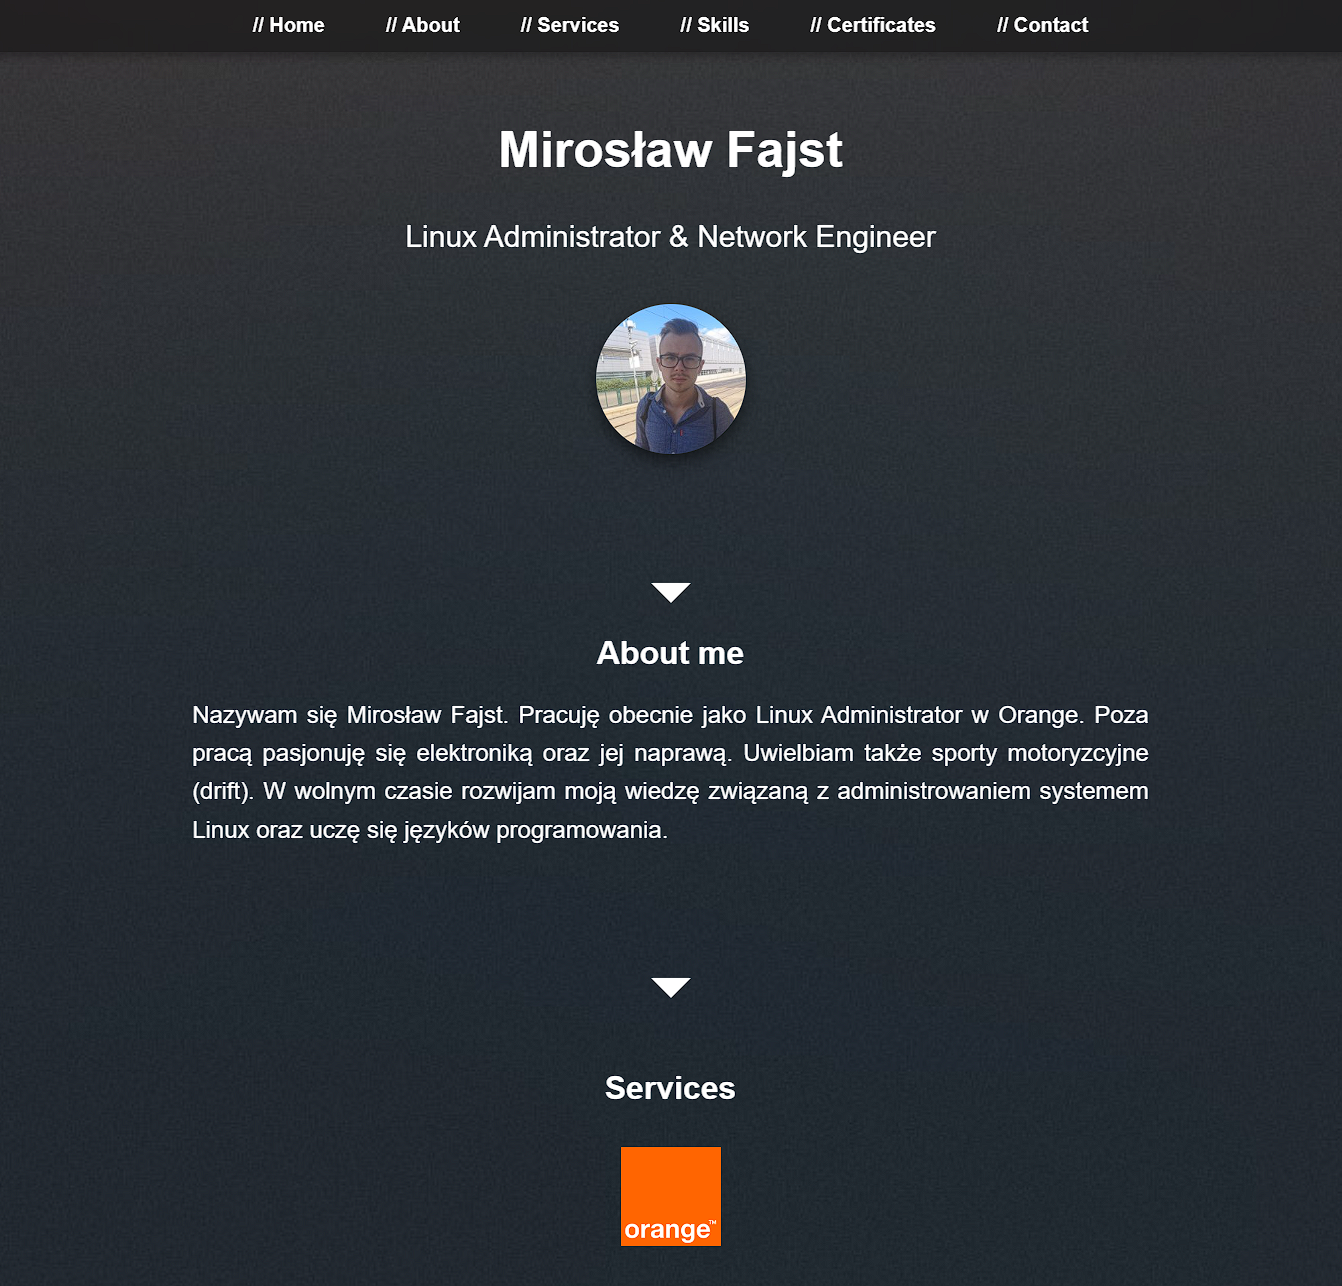 // Home // About // Services // Skills // Certificates // Contact
Mirosław Fajst
Linux Administrator & Network Engineer
About me
Nazywam się Mirosław Fajst. Pracuję obecnie jako Linux Administrator w Orange. Poza
pracą pasjonuję się elektroniką oraz jej naprawą. Uwielbiam także sporty motoryzcyjne
(drift). W wolnym czasie rozwijam moją wiedzę związaną z administrowaniem systemem
Linux oraz uczę się języków programowania.
Services
orange™